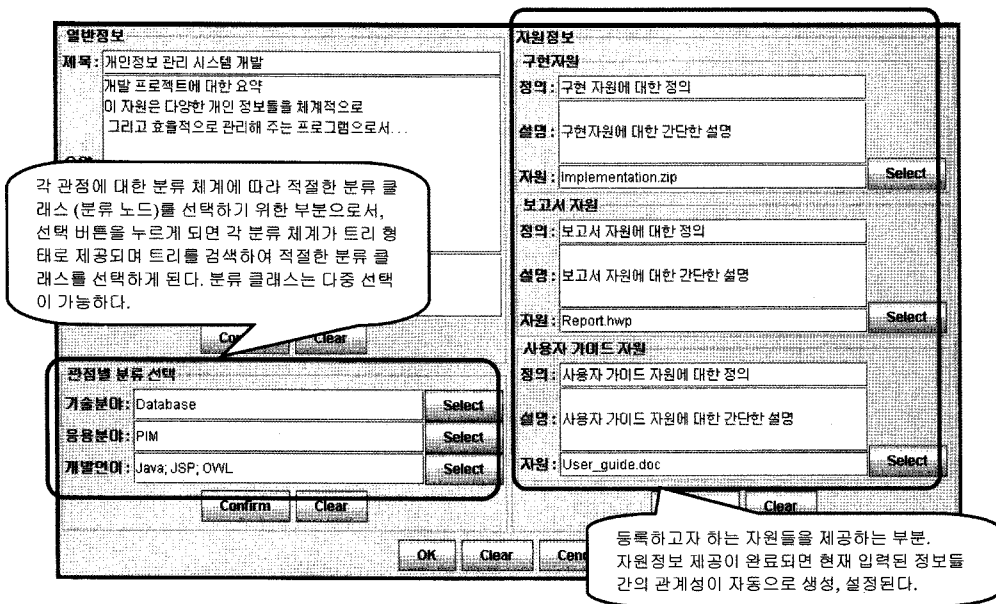 일반정보
제목: 개인정보 관리 시스템 개발
개발 프로젝트에 대한 요약
이 자원은 다양한 개인 정보들을 체계적으로
그리고 효율적으로 관리해 주는 프로그램으로서...
각 관점에 대한 분류 체계에 따라 적절한 분류 클
래스 (분류 노드)를 선택하기 위한 부분으로서,
선택 버튼을 누르게 되면 각 분류 체계가 트리 형
태로 제공되며 트리를 검색하여 적절한 분류 클
래스를 선택하게 된다. 분류 클래스는 다중 선택
이 가능하다.
Clear
관점별 분류 선택
기술분야: Database Select
응용분야: PIM Select
개발언어: Java; JSP; OWL Select
Confirm Clear
자원정보
구현자원
정의: 구현 자원에 대한 정의
설명: 구현자원에 대한 간단한 설명
자원: Implementation.zip Select
보고서 자원
정의: 보고서 자원에 대한 정의
설명: 보고서 자원에 대한 간단한 설명
자원: Report.hwp Select
사용자 가이드 자원
정의: 사용자 가이드 자원에 대한 정의
설명: 사용자 가이드 자원에 대한 간단한 설명
자원: User_guide.doc Select
Clear
OK Clear
등록하고자 하는 자원들을 제공하는 부분.
자원정보 제공이 완료되면 현재 입력된 정보들
간의 관계성이 자동으로 생성, 설정된다.